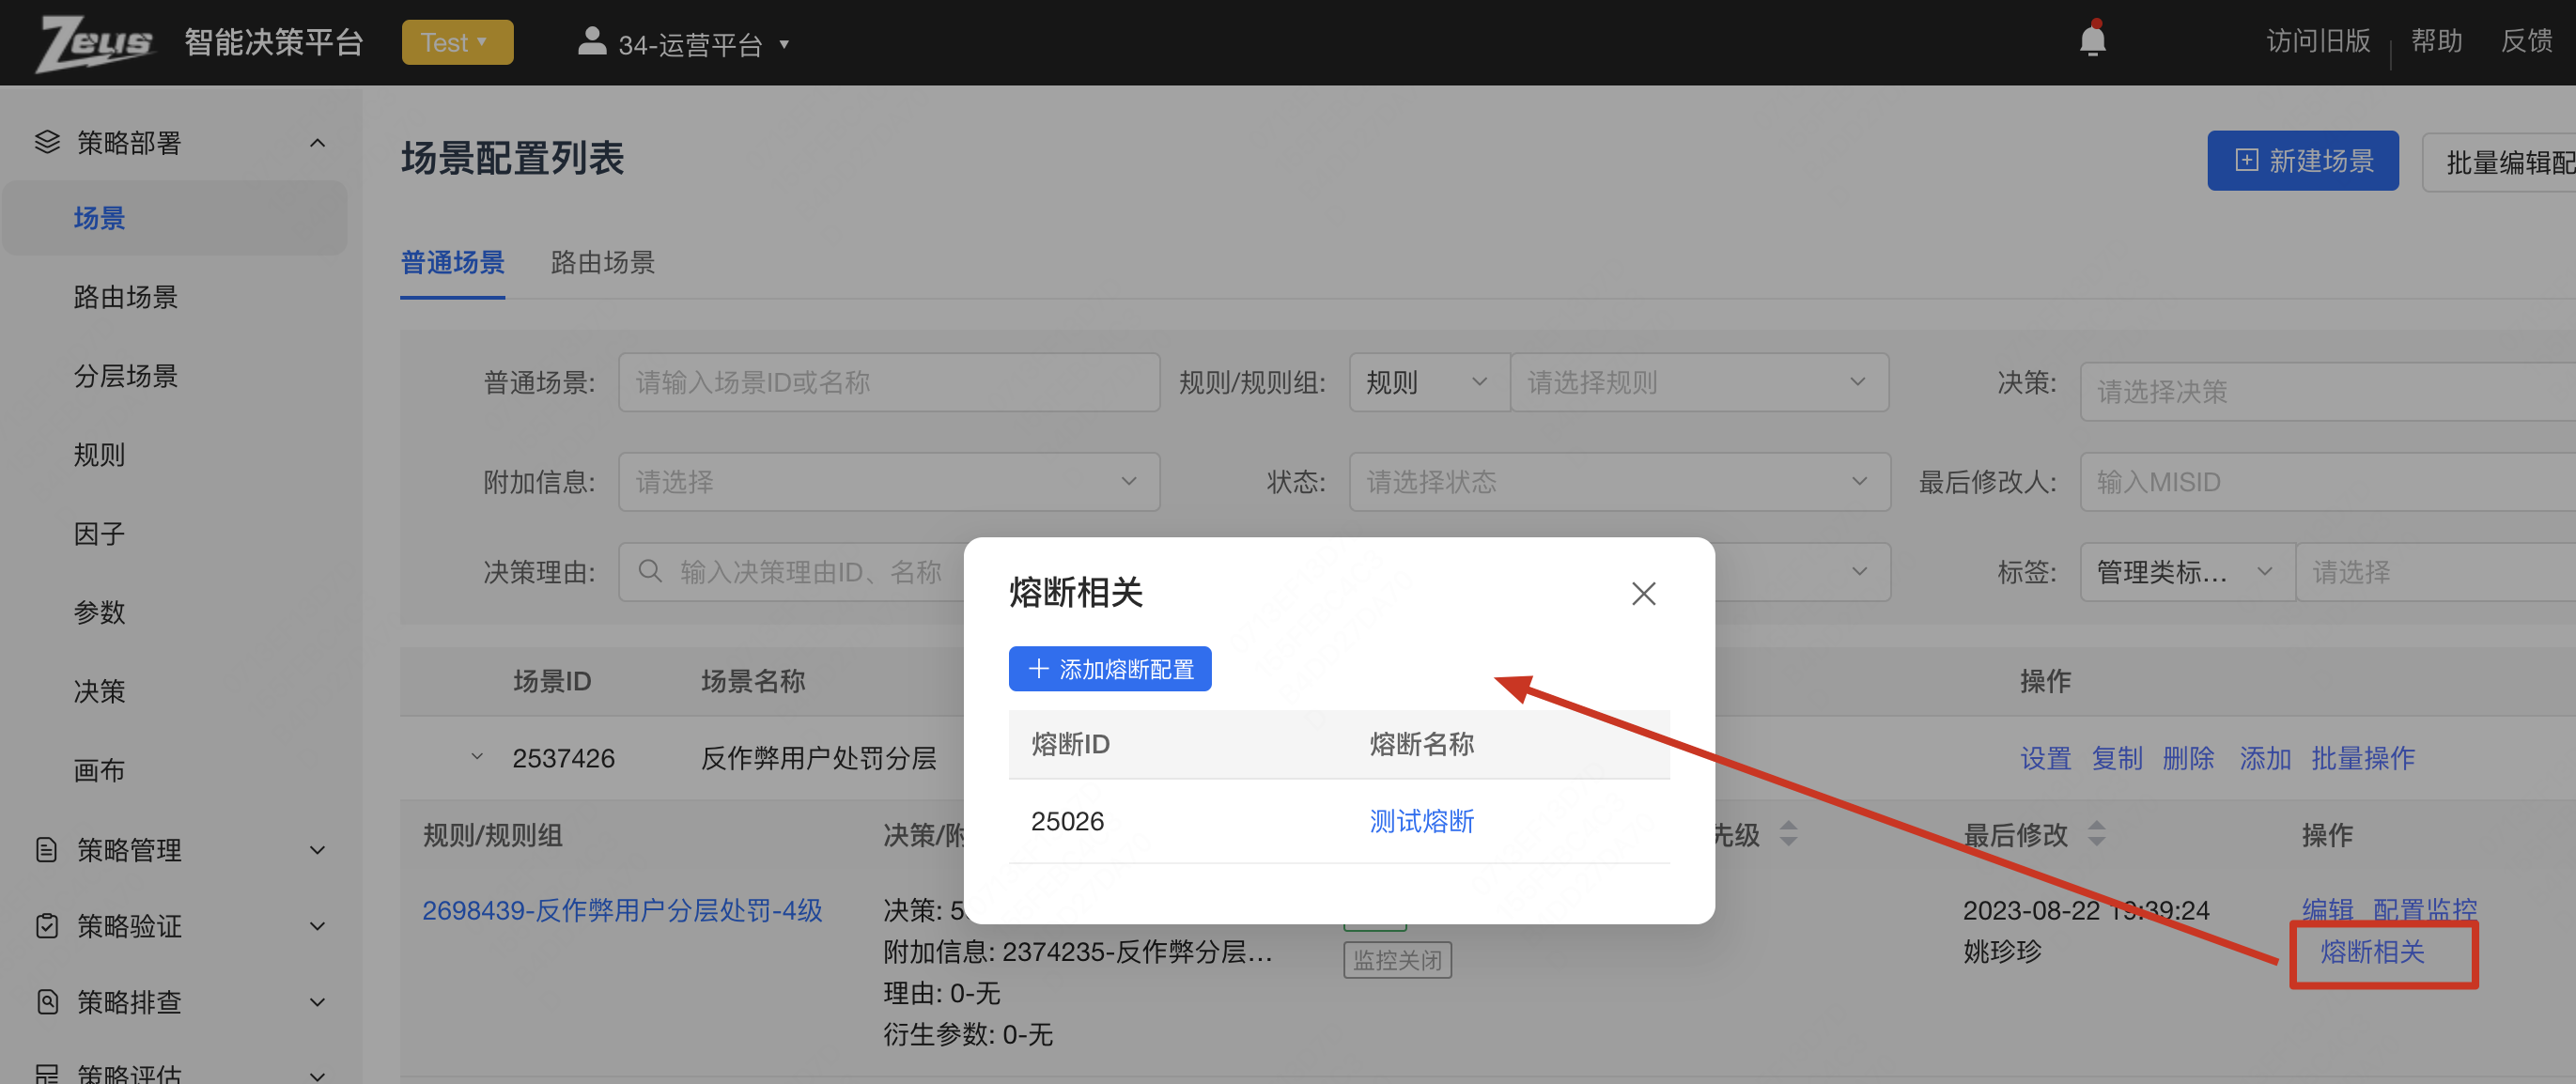 Zeus 智能决策平台 Test 34-运营平台 访问旧版 帮助 反馈
策略部署
场景
路由场景
分层场景
规则
因子
参数
决策
画布
策略管理
策略验证
策略排查
策略评估
场景配置列表
新建场景 批量编辑配
普通场景 路由场景
普通场景: 请输入场景ID或名称 规则/规则组: 规则 请选择规则 决策: 请选择决策
附加信息: 请选择 状态: 请选择状态 最后修改人: 输入MISID
决策理由: 输入决策理由ID、名称 标签: 管理类标... 请选择
场景ID 场景名称 操作
2537426 反作弊用户处罚分层 设置 复制 删除 添加 批量操作
规则/规则组 决策/附 先级 最后修改 操作
2698439-反作弊用户分层处罚-4级 决策: 5 2023-08-22 19:39:24 编辑 配置监控
附加信息: 2374235-反作弊分层... 监控关闭 姚珍珍 熔断相关
理由: 0-无
衍生参数: 0-无
熔断相关
添加熔断配置
熔断ID 熔断名称
25026 测试熔断